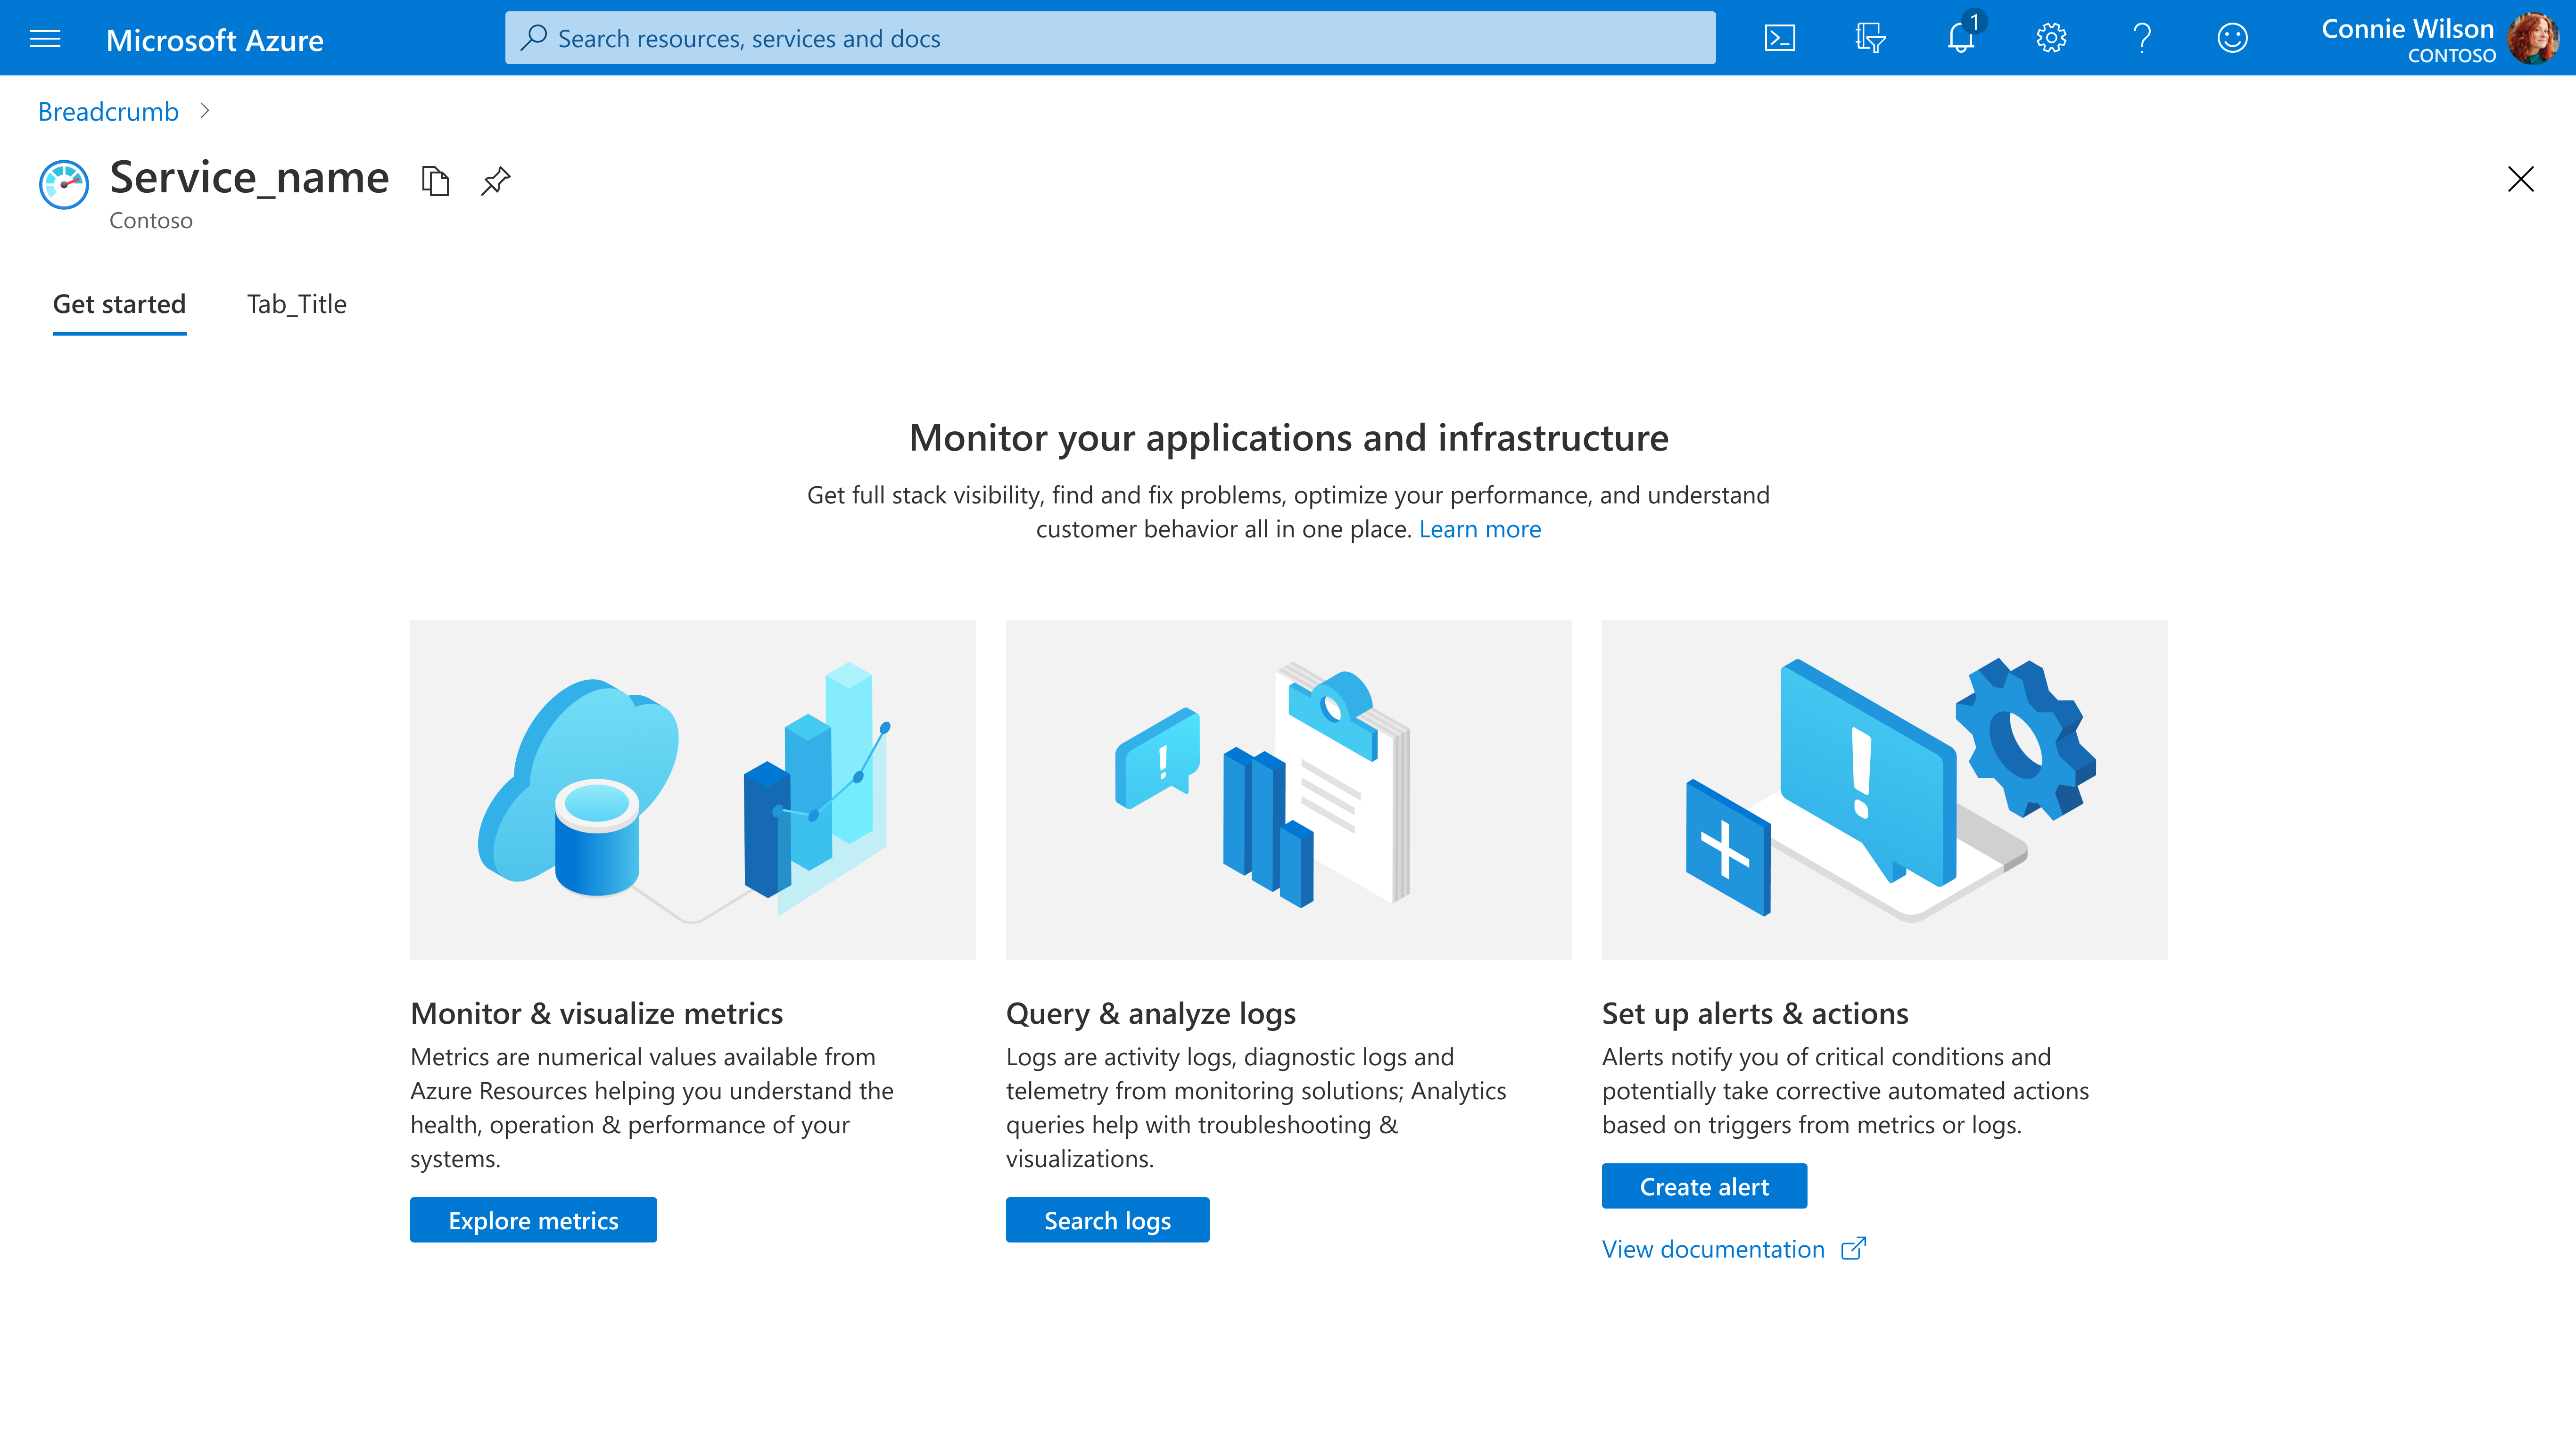 Microsoft Azure
Search resources, services and docs
1
Connie Wilson
CONTOSO
Breadcrumb
Service_name
Contoso
Get started
Tab_Title
Monitor your applications and infrastructure
Get full stack visibility, find and fix problems, optimize your performance, and understand
customer behavior all in one place. Learn more
Monitor & visualize metrics
Metrics are numerical values available from
Azure Resources helping you understand the
health, operation & performance of your
systems.
Explore metrics
Query & analyze logs
Logs are activity logs, diagnostic logs and
telemetry from monitoring solutions; Analytics
queries help with troubleshooting &
visualizations.
Search logs
Set up alerts & actions
Alerts notify you of critical conditions and
potentially take corrective automated actions
based on triggers from metrics or logs.
Create alert
View documentation